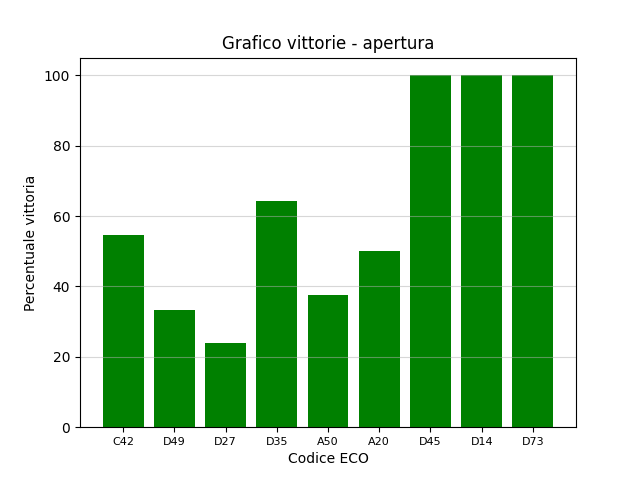 Grafico vittorie - apertura
Percentuale vittoria
100
80
60
40
20
0
C42 D49 D27 D35 A50 A20 D45 D14 D73
Codice ECO